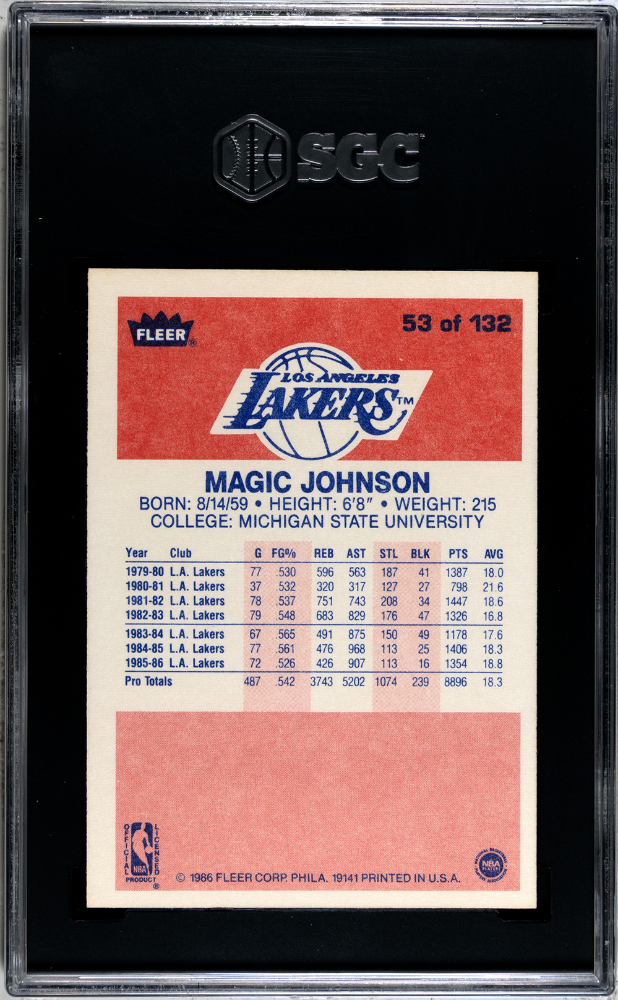 SGC
FLEER®
53 of 132
LOS ANGELES
LAKERS™
MAGIC JOHNSON
BORN: 8/14/59 • HEIGHT: 6'8" • WEIGHT: 215
COLLEGE: MICHIGAN STATE UNIVERSITY
Year Club G FG% REB AST STL BLK PTS AVG
1979-80 L.A. Lakers 77 .530 596 563 187 41 1387 18.0
1980-81 L.A. Lakers 37 .532 320 317 127 27 798 21.6
1981-82 L.A. Lakers 78 .537 751 743 208 34 1447 18.6
1982-83 L.A. Lakers 79 .548 683 829 176 47 1326 16.8
1983-84 L.A. Lakers 67 .565 491 875 150 49 1178 17.6
1984-85 L.A. Lakers 77 .561 476 968 113 25 1406 18.3
1985-86 L.A. Lakers 72 .526 426 907 113 16 1354 18.8
Pro Totals 487 .542 3743 5202 1074 239 8896 18.3
OFFICIAL LICENSED
NBA
PRODUCT®
© 1986 FLEER CORP. PHILA. 19141 PRINTED IN U.S.A.
NBA
PLAYERS